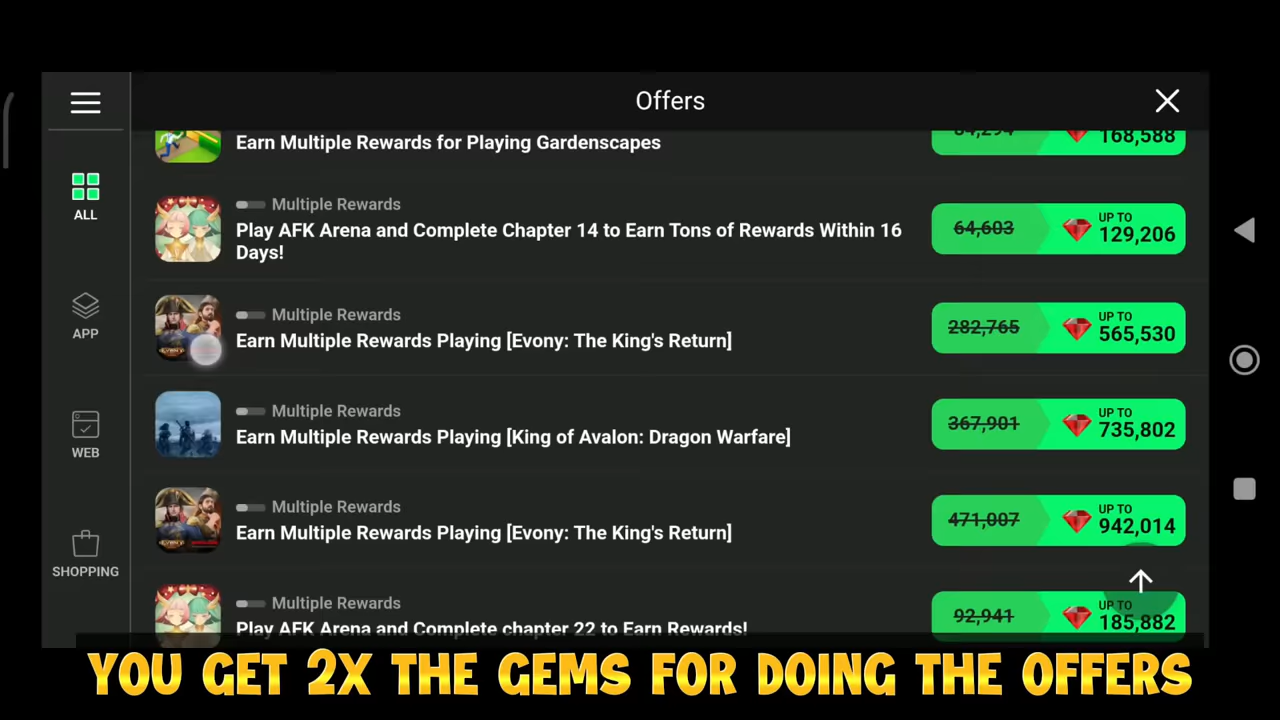 Offers
ALL
APP
WEB
SHOPPING
Earn Multiple Rewards for Playing Gardenscapes
84,294
168,588
Multiple Rewards
Play AFK Arena and Complete Chapter 14 to Earn Tons of Rewards Within 16
Days!
64,603
UP TO
129,206
Multiple Rewards
Earn Multiple Rewards Playing [Evony: The King's Return]
282,765
UP TO
565,530
Multiple Rewards
Earn Multiple Rewards Playing [King of Avalon: Dragon Warfare]
367,901
UP TO
735,802
Multiple Rewards
Earn Multiple Rewards Playing [Evony: The King's Return]
471,007
UP TO
942,014
Multiple Rewards
Play AFK Arena and Complete chapter 22 to Earn Rewards!
92,941
UP TO
185,882
YOU GET 2X THE GEMS FOR DOING THE OFFERS